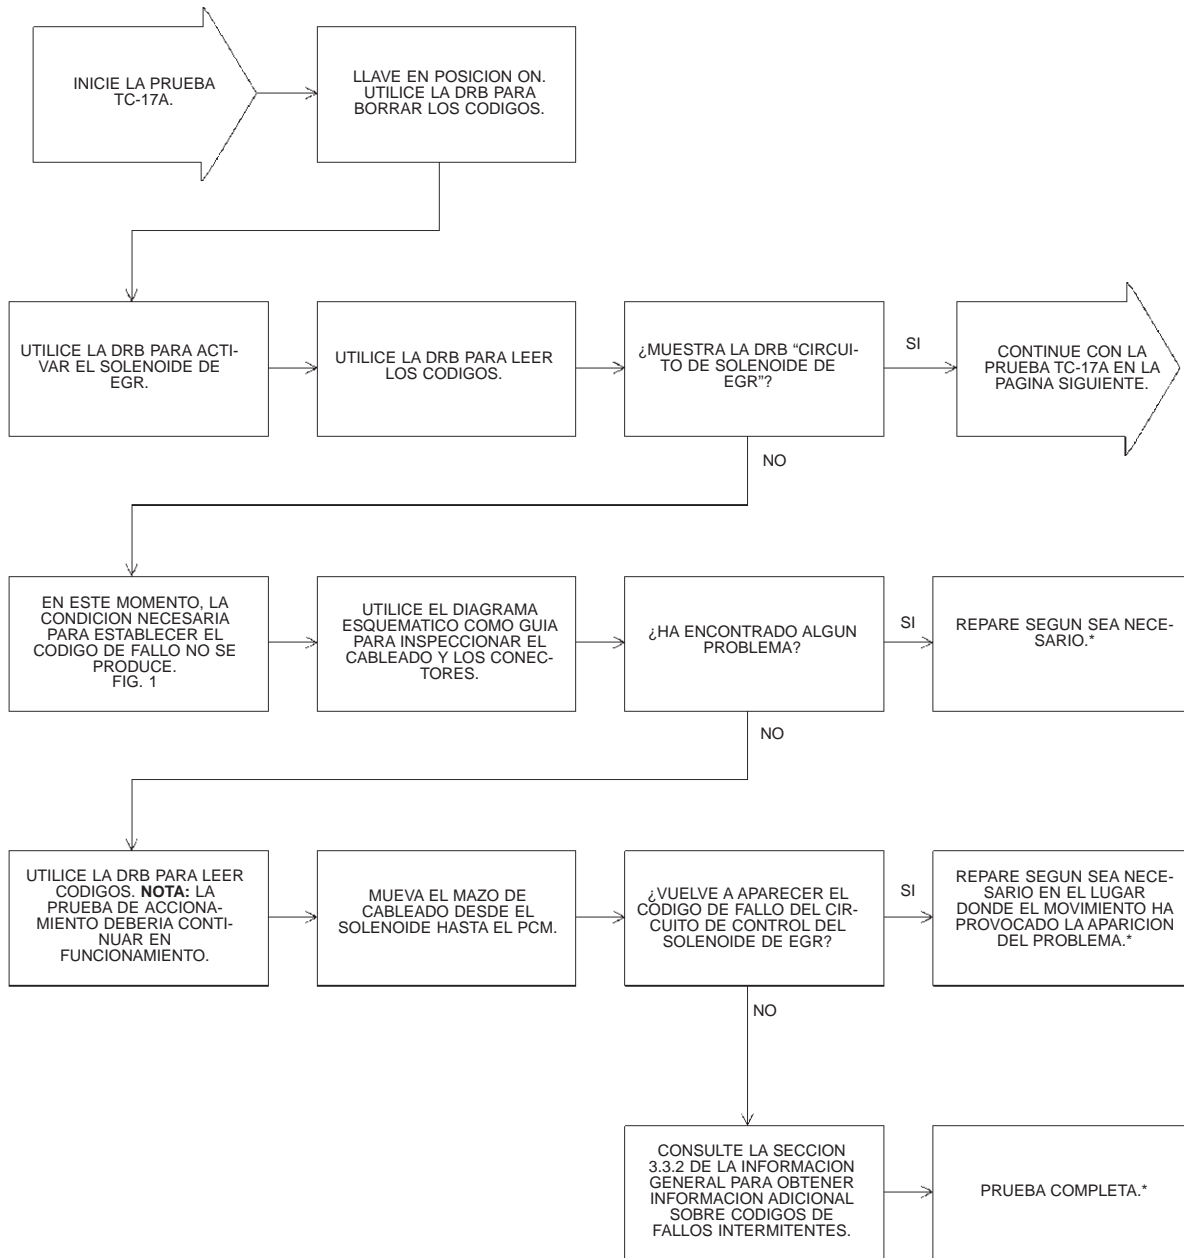 INICIE LA PRUEBA
TC-17A.
LLAVE EN POSICION ON.
UTILICE LA DRB PARA
BORRAR LOS CODIGOS.
UTILICE LA DRB PARA ACTI-
VAR EL SOLENOIDE DE
EGR.
UTILICE LA DRB PARA LEER
LOS CODIGOS.
¿MUESTRA LA DRB “CIRCUI-
TO DE SOLENOIDE DE
EGR”?
SI
CONTINUE CON LA
PRUEBA TC-17A EN LA
PAGINA SIGUIENTE.
NO
EN ESTE MOMENTO, LA
CONDICION NECESARIA
PARA ESTABLECER EL
CODIGO DE FALLO NO SE
PRODUCE.
FIG. 1
UTILICE EL DIAGRAMA
ESQUEMATICO COMO GUIA
PARA INSPECCIONAR EL
CABLEADO Y LOS CONEC-
TORES.
¿HA ENCONTRADO ALGUN
PROBLEMA?
SI
REPARE SEGUN SEA NECE-
SARIO.*
NO
UTILICE LA DRB PARA LEER
CODIGOS. NOTA: LA
PRUEBA DE ACCIONA-
MIENTO DEBERIA CONTI-
NUAR EN
FUNCIONAMIENTO.
MUEVA EL MAZO DE
CABLEADO DESDE EL
SOLENOIDE HASTA EL PCM.
¿VUELVE A APARECER EL
CODIGO DE FALLO DEL CIR-
CUITO DE CONTROL DEL
SOLENOIDE DE EGR?
SI
REPARE SEGUN SEA NECE-
SARIO EN EL LUGAR
DONDE EL MOVIMIENTO HA
PROVOCADO LA APARICION
DEL PROBLEMA.*
NO
CONSULTE LA SECCION
3.3.2 DE LA INFORMACION
GENERAL PARA OBTENER
INFORMACION ADICIONAL
SOBRE CODIGOS DE
FALLOS INTERMITENTES.
PRUEBA COMPLETA.*